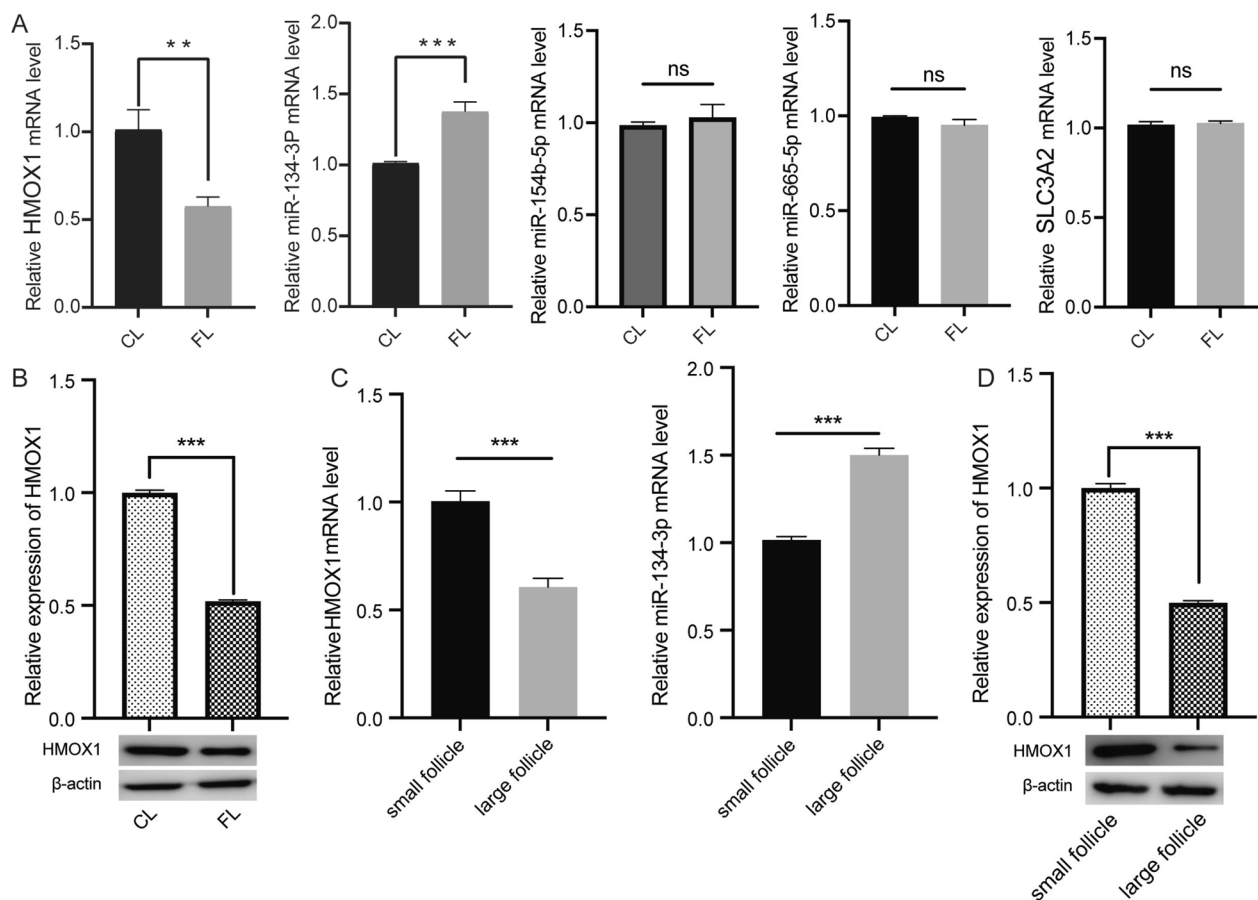 A
Relative HMOX1 mRNA level
1.5
1.0
0.5
0.0
**
CL
FL
Relative miR-134-3P mRNA level
2.0
1.5
1.0
0.5
0.0
***
CL
FL
Relative miR-154b-5p mRNA level
1.5
1.0
0.5
0.0
ns
CL
FL
Relative miR-665-5p mRNA level
1.5
1.0
0.5
0.0
ns
CL
FL
Relative SLC3A2 mRNA level
1.5
1.0
0.5
0.0
ns
CL
FL
B
Relative expression of HMOX1
1.5
1.0
0.5
0.0
***
HMOX1
β-actin
CL
FL
C
Relative HMOX1 mRNA level
1.5
1.0
0.5
0.0
***
small follicle
large follicle
Relative miR-134-3p mRNA level
2.0
1.5
1.0
0.5
0.0
***
small follicle
large follicle
D
Relative expression of HMOX1
1.5
1.0
0.5
0.0
***
HMOX1
β-actin
small follicle
large follicle